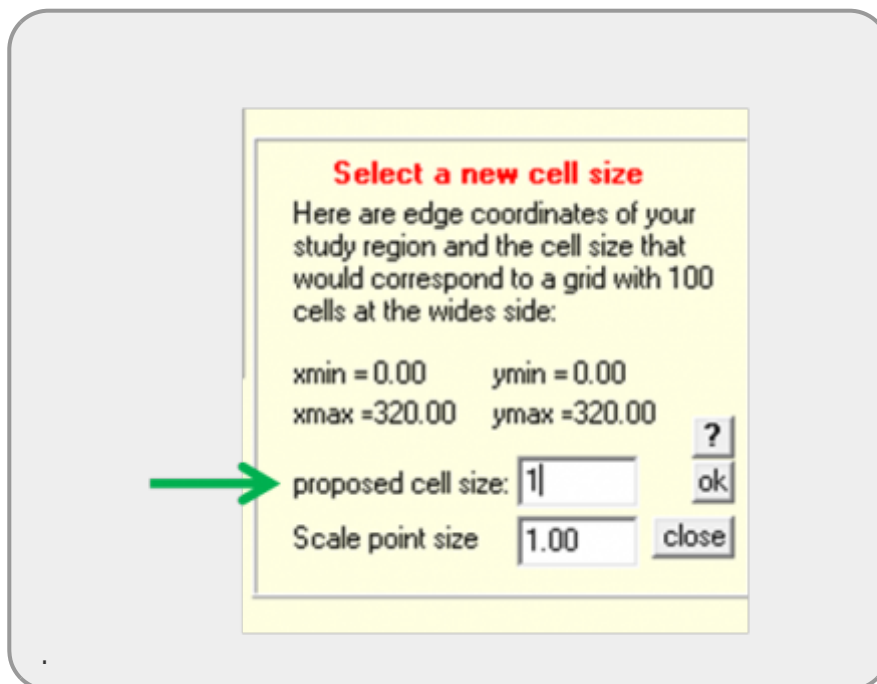 Select a new cell size
Here are edge coordinates of your
study region and the cell size that
would correspond to a grid with 100
cells at the wides side:
xmin = 0.00 ymin = 0.00
xmax =320.00 ymax =320.00
?
proposed cell size: 1 ok
Scale point size 1.00 close
.